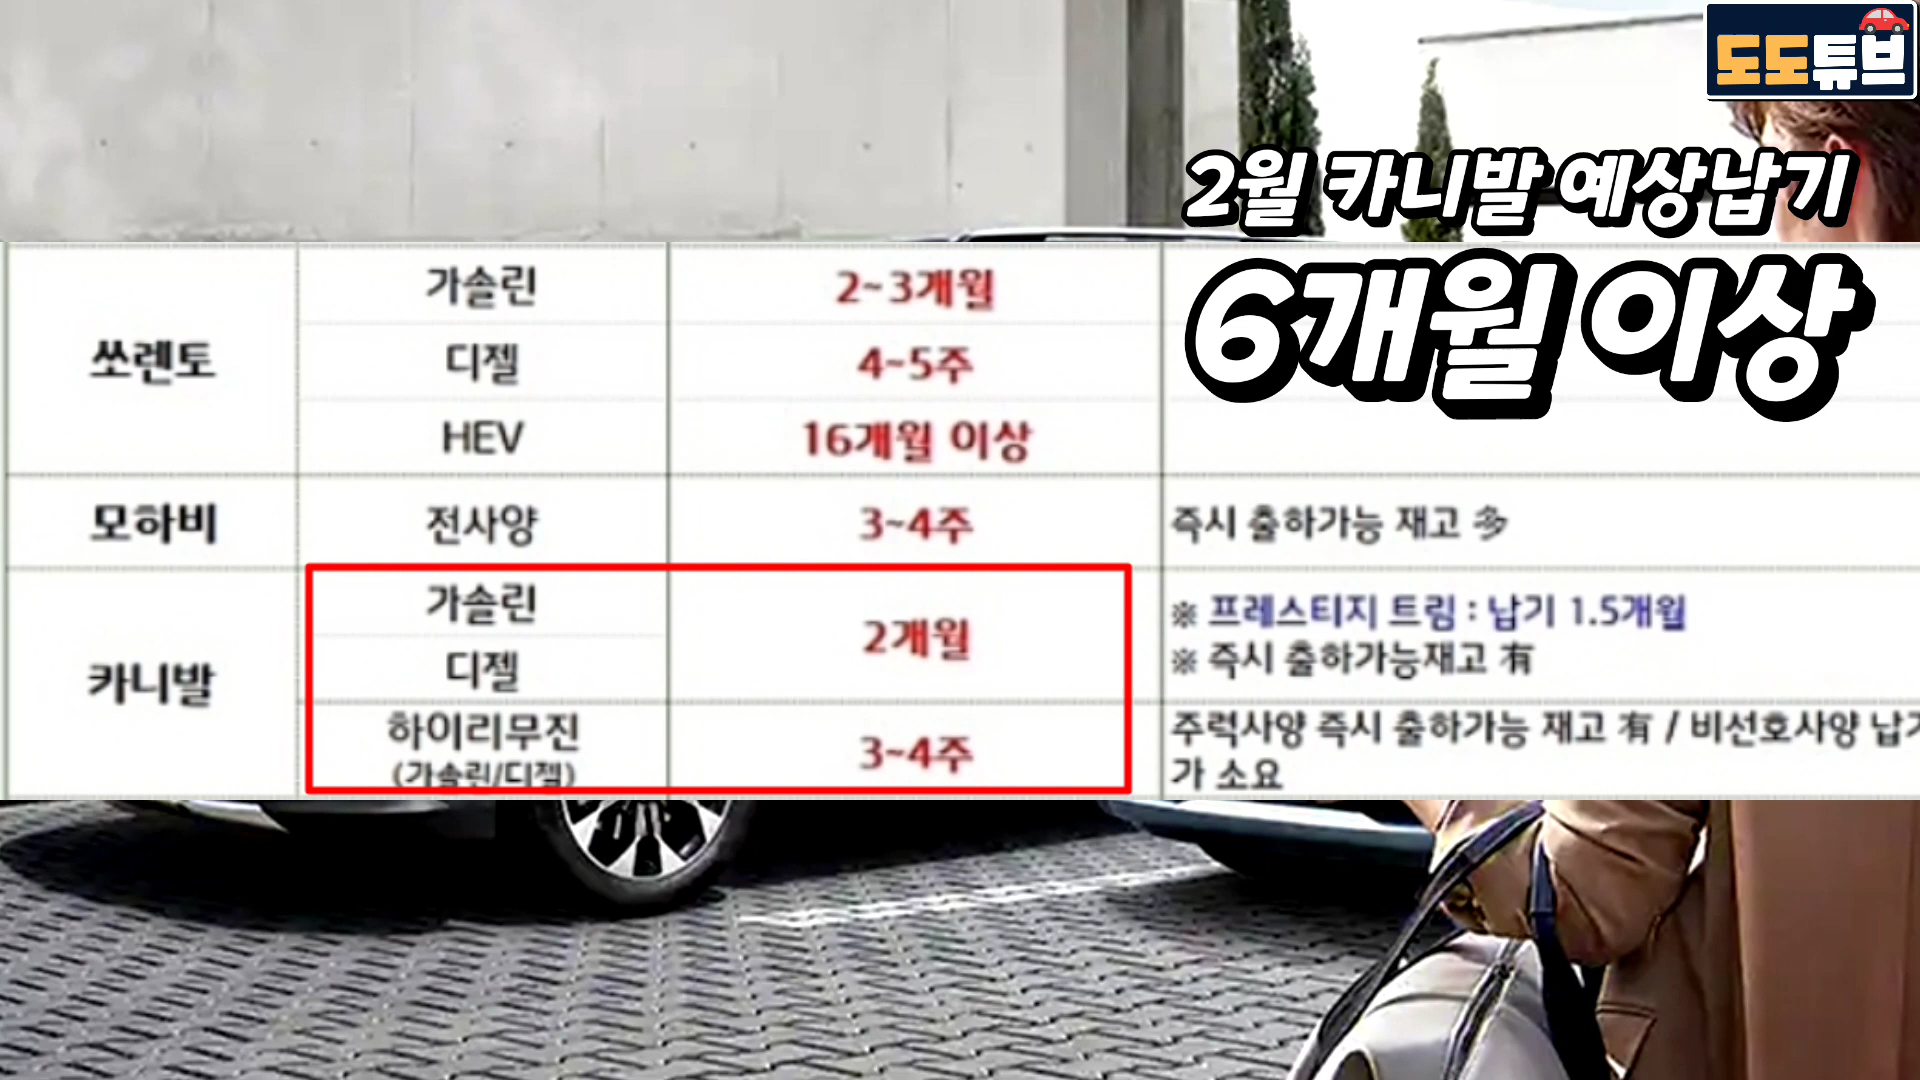 도도튜브
2월 카니발 예상납기
6개월 이상
쏘렌토
가솔린
2~3개월
디젤
4~5주
HEV
16개월 이상
모하비
전사양
3~4주
즉시 출하가능 재고 多
카니발
가솔린
디젤
2개월
※ 프레스티지 트림 : 납기 1.5개월
※ 즉시 출하가능재고 有
하이리무진
(가솔린/디젤)
3~4주
주력사양 즉시 출하가능 재고 有 / 비선호사양 납기
가 소요